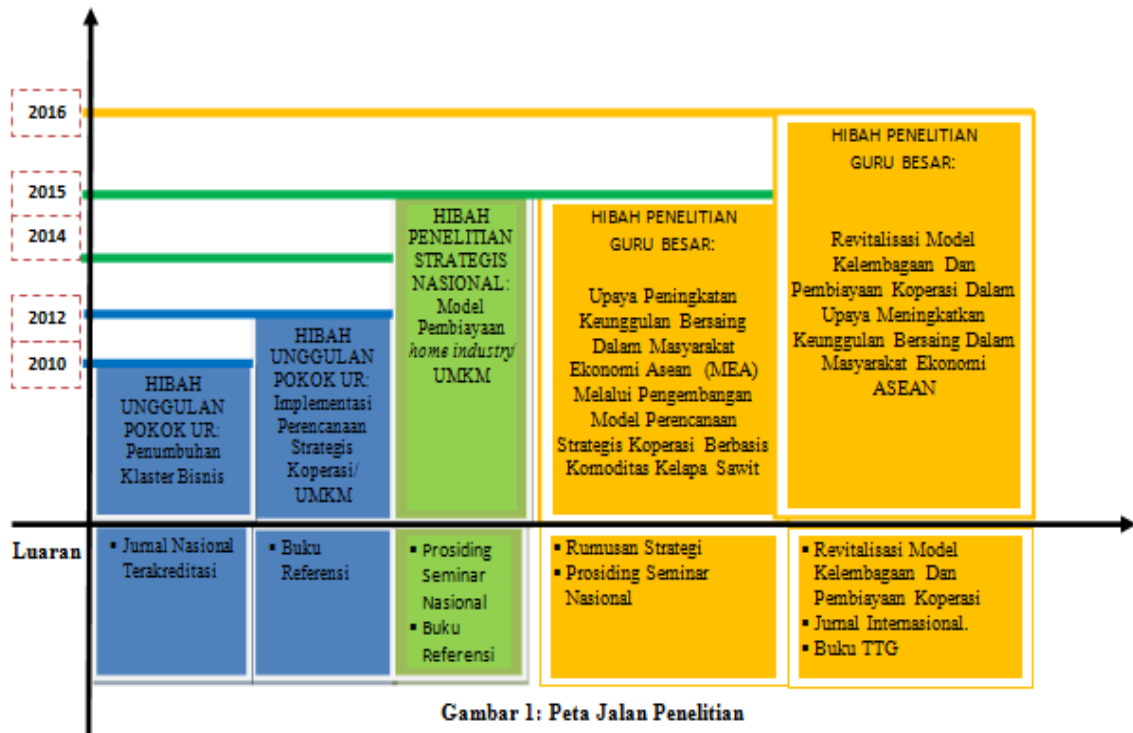 2016
2015
2014
2012
2010
HIBAH
UNGGULAN
POKOK UR:
Penumbuhan
Klaster Bisnis
HIBAH
UNGGULAN
POKOK UR:
Implementasi
Perencanaan
Strategis
Koperasi/
UMKM
HIBAH
PENELITIAN
STRATEGIS
NASIONAL:
Model
Pembiayaan
home industry/
UMKM
HIBAH PENELITIAN
GURU BESAR:
Upaya Peningkatan
Keunggulan Bersaing
Dalam Masyarakat
Ekonomi Asean (MEA)
Melalui Pengembangan
Model Perencanaan
Strategis Koperasi Berbasis
Komoditas Kelapa Sawit
HIBAH PENELITIAN
GURU BESAR:
Revitalisasi Model
Kelembagaan Dan
Pembiayaan Koperasi Dalam
Upaya Meningkatkan
Keunggulan Bersaing Dalam
Masyarakat Ekonomi
ASEAN
Luaran
▪ Jurnal Nasional
Terakreditasi
▪ Buku
Referensi
▪ Prosiding
Seminar
Nasional
▪ Buku
Referensi
▪ Rumusan Strategi
▪ Prosiding Seminar
Nasional
▪ Revitalisasi Model
Kelembagaan Dan
Pembiayaan Koperasi
▪ Jurnal Internasional.
▪ Buku TTG
Gambar 1: Peta Jalan Penelitian